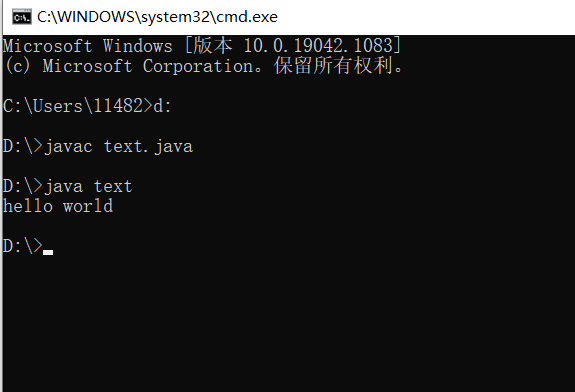 C:\WINDOWS\system32\cmd.exe
Microsoft Windows [版本 10.0.19042.1083]
(c) Microsoft Corporation。保留所有权利。
C:\Users\11482>d:
D:\>javac text.java
D:\>java text
hello world
D:\>